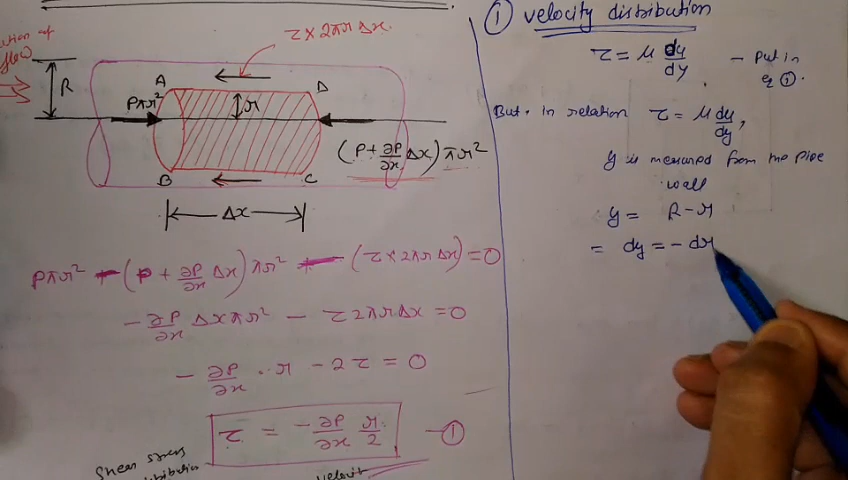 τ × 2πr Δx.
flow
R
A
D
Pπr²
r
(P + ∂P/∂x Δx) πr²
B
C
Δx
Pπr² - (P + ∂P/∂x Δx) πr² - (τ × 2πr Δx) = 0
- ∂P/∂x Δx πr² - τ 2πr Δx = 0
- ∂P/∂x · r - 2τ = 0
τ = - ∂P/∂x r/2 - ①
Shear stress
① velocity distribution
τ = μ du/dy . - Put in
eq ①.
But. in relation τ = μ du/dy,
y is measured from the pipe
wall
y = R - r
= dy = - dr